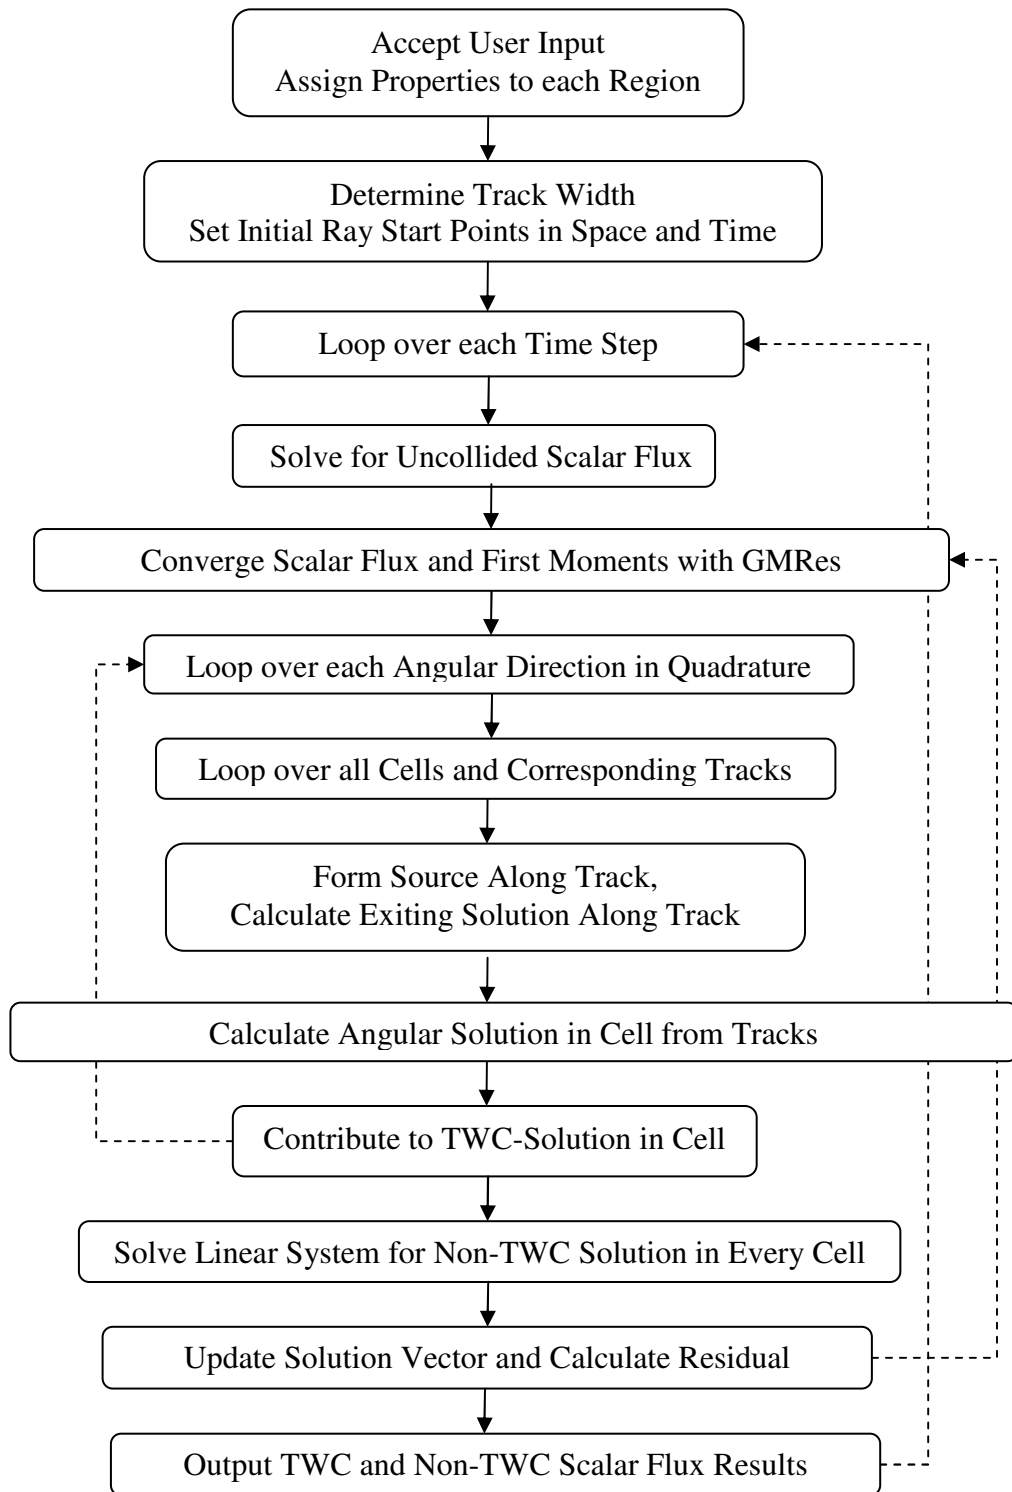 Accept User Input
Assign Properties to each Region
Determine Track Width
Set Initial Ray Start Points in Space and Time
Loop over each Time Step
Solve for Uncollided Scalar Flux
Converge Scalar Flux and First Moments with GMRes
Loop over each Angular Direction in Quadrature
Loop over all Cells and Corresponding Tracks
Form Source Along Track,
Calculate Exiting Solution Along Track
Calculate Angular Solution in Cell from Tracks
Contribute to TWC-Solution in Cell
Solve Linear System for Non-TWC Solution in Every Cell
Update Solution Vector and Calculate Residual
Output TWC and Non-TWC Scalar Flux Results